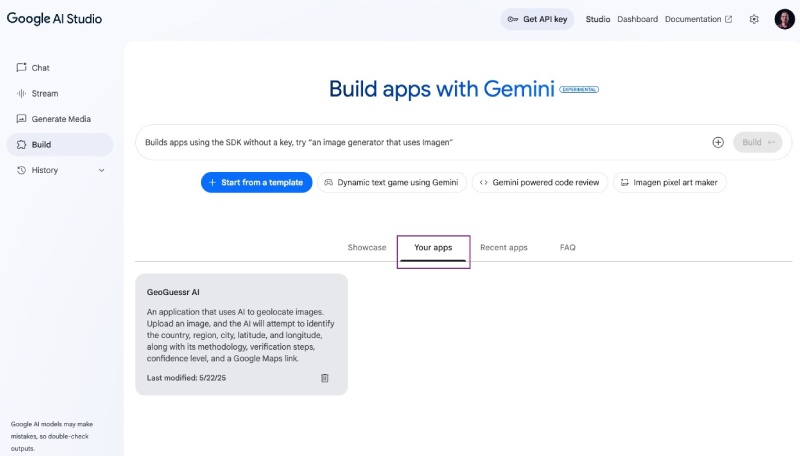 Google AI Studio
Get API key
Studio
Dashboard
Documentation
Chat
Stream
Generate Media
Build
History
Build apps with Gemini EXPERIMENTAL
Builds apps using the SDK without a key, try "an image generator that uses Imagen"
Build
Start from a template
Dynamic text game using Gemini
Gemini powered code review
Imagen pixel art maker
Showcase
Your apps
Recent apps
FAQ
GeoGuessr AI
An application that uses AI to geolocate images.
Upload an image, and the AI will attempt to identify
the country, region, city, latitude, and longitude,
along with its methodology, verification steps,
confidence level, and a Google Maps link.
Last modified: 5/22/25
Google AI models may make
mistakes, so double-check
outputs.